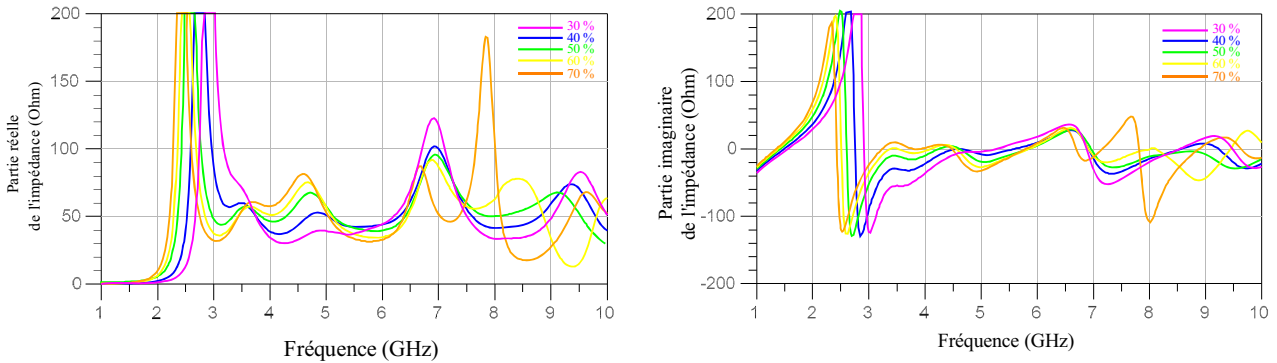 200
150
100
50
0
Partie réelle
de l'impédance (Ohm)
30 %
40 %
50 %
60 %
70 %
1 2 3 4 5 6 7 8 9 10
Fréquence (GHz)
200
100
0
-100
-200
Partie imaginaire
de l'impédance (Ohm)
30 %
40 %
50 %
60 %
70 %
1 2 3 4 5 6 7 8 9 10
Fréquence (GHz)